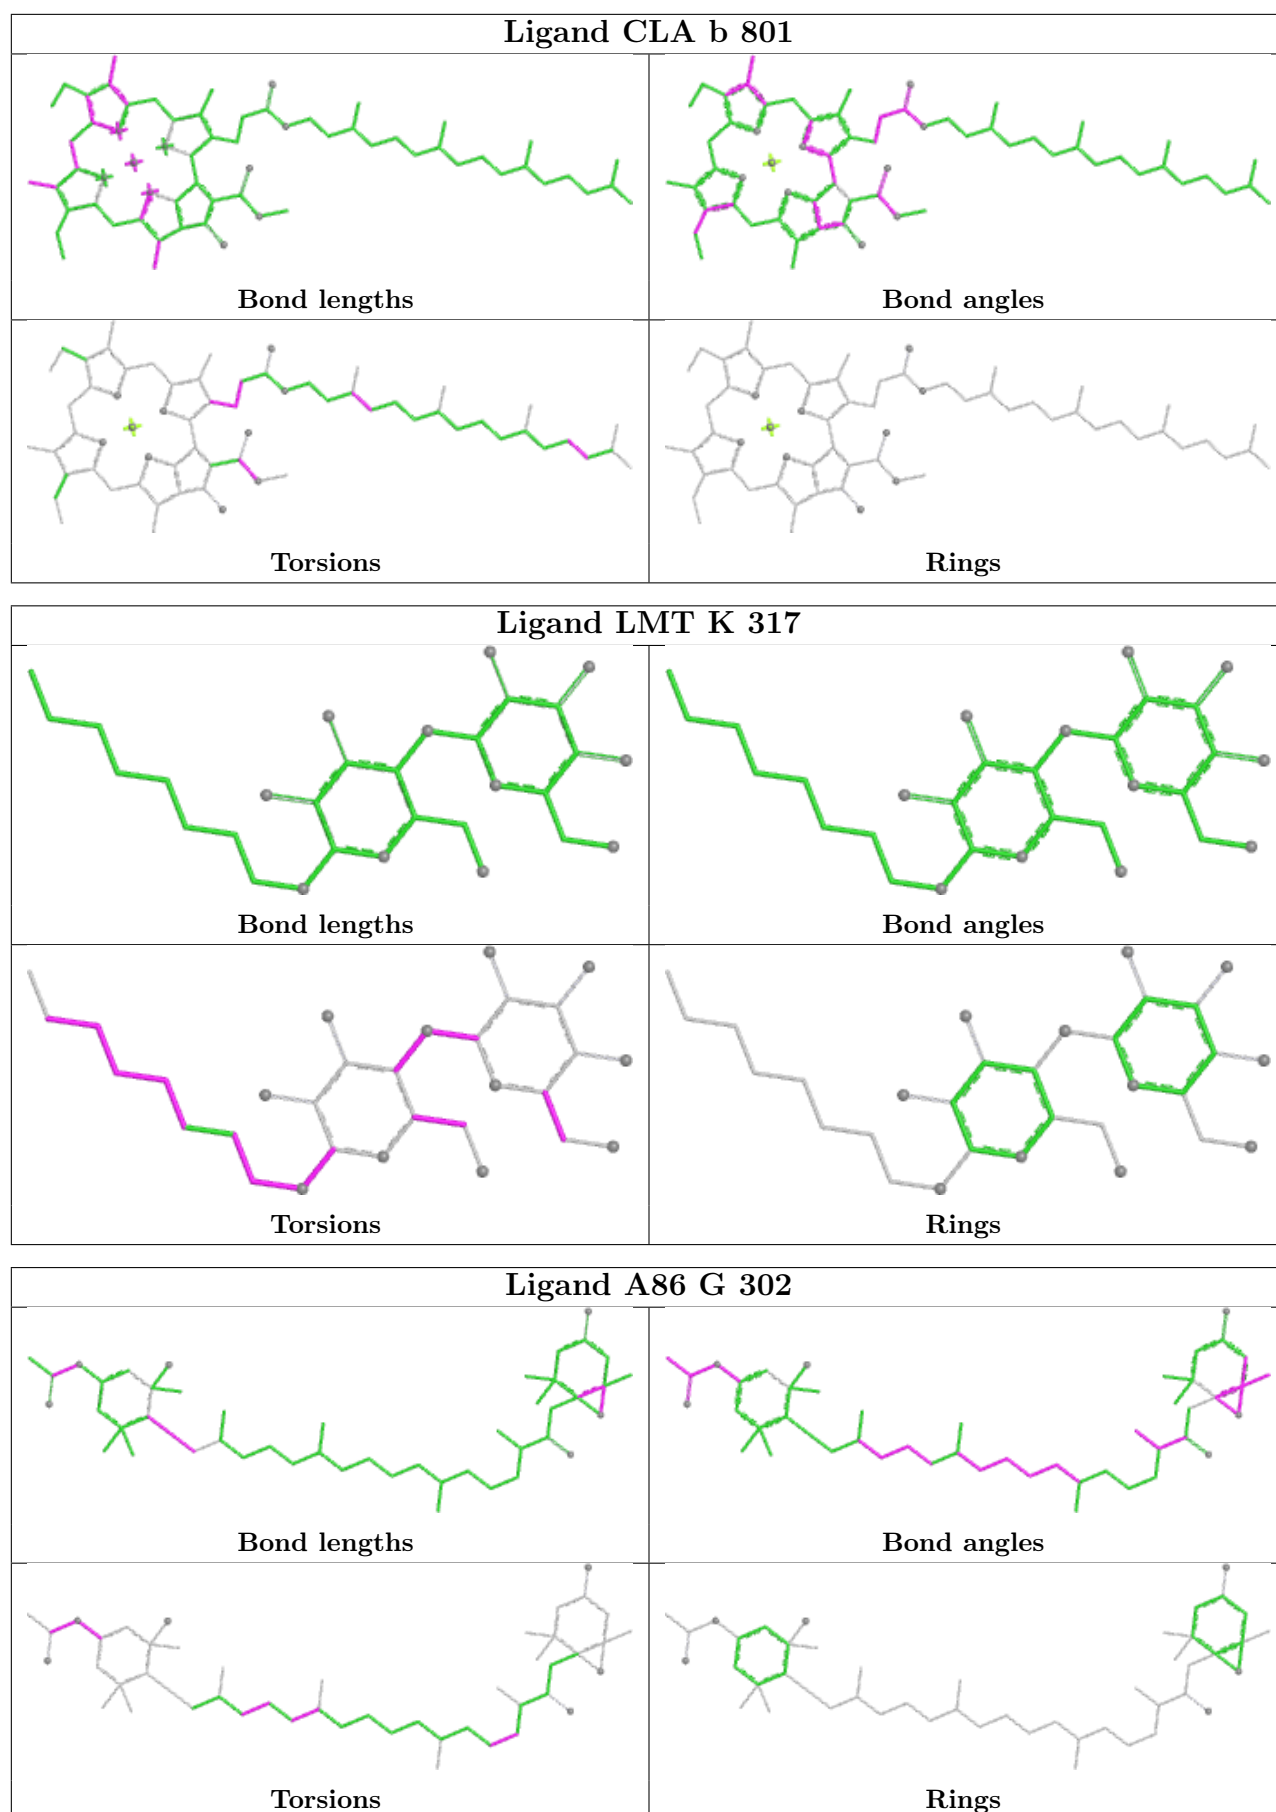 Ligand CLA b 801
Bond lengths
Bond angles
Torsions
Rings
Ligand LMT K 317
Bond lengths
Bond angles
Torsions
Rings
Ligand A86 G 302
Bond lengths
Bond angles
Torsions
Rings